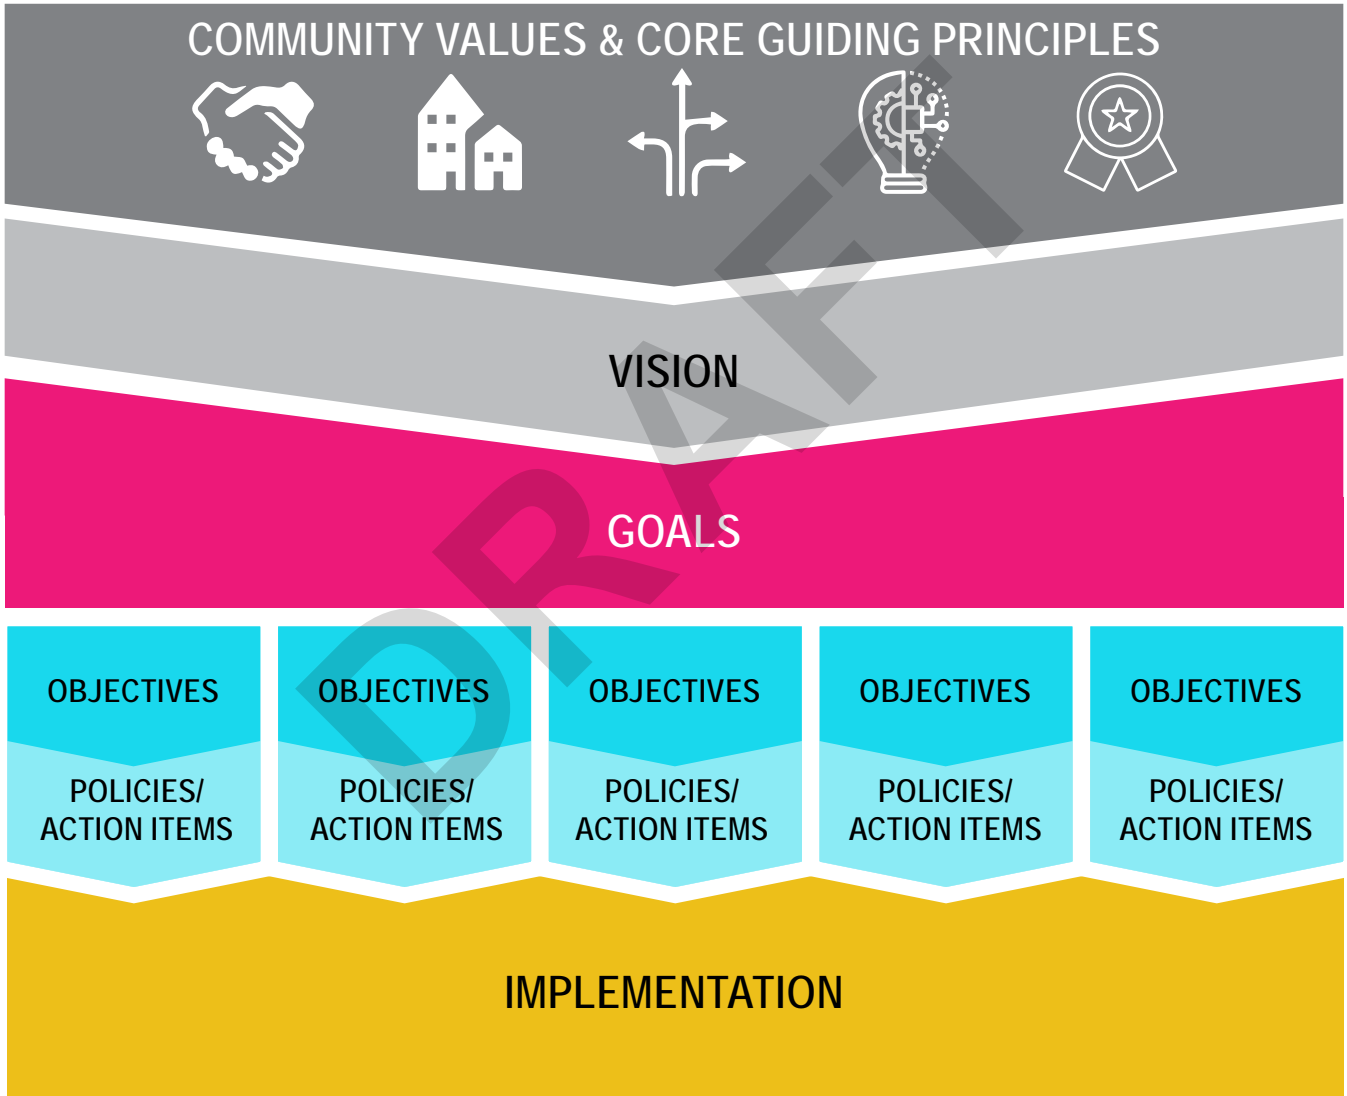 COMMUNITY VALUES & CORE GUIDING PRINCIPLES
VISION
GOALS
OBJECTIVES
OBJECTIVES
OBJECTIVES
OBJECTIVES
OBJECTIVES
POLICIES/
ACTION ITEMS
POLICIES/
ACTION ITEMS
POLICIES/
ACTION ITEMS
POLICIES/
ACTION ITEMS
POLICIES/
ACTION ITEMS
IMPLEMENTATION
DRAFT